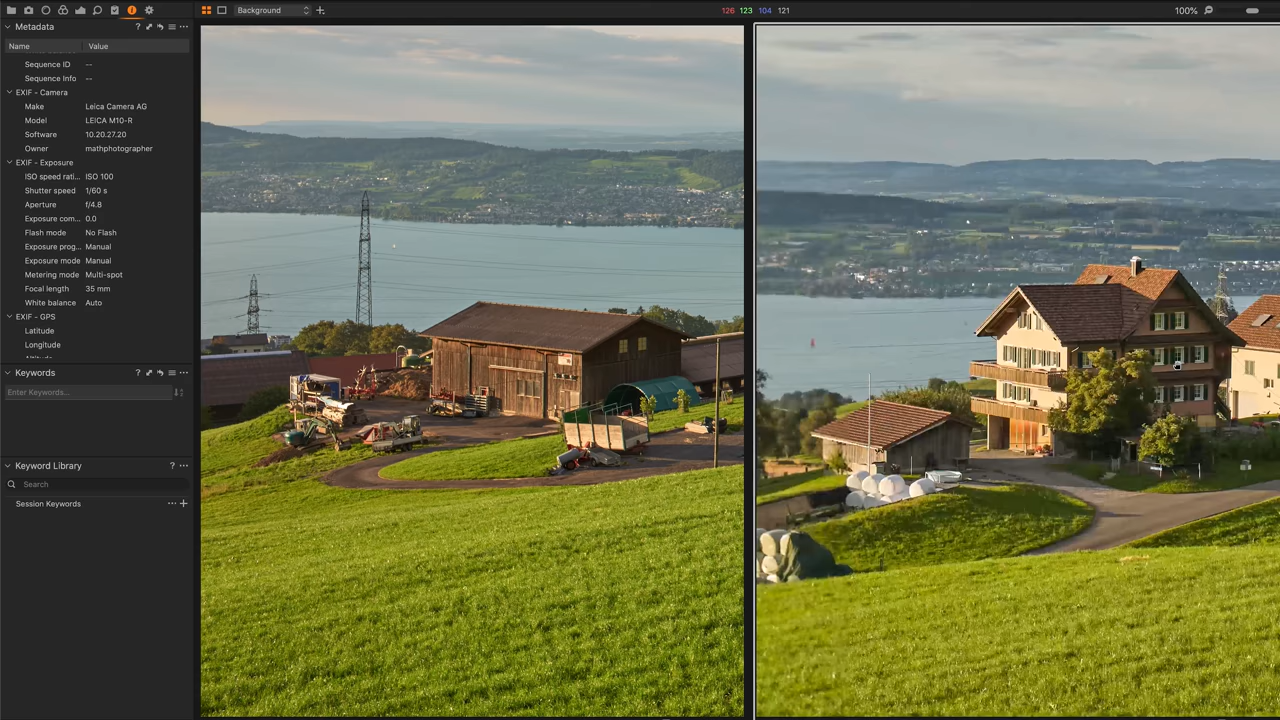 Background
126 123 104 121
100%
Metadata
?
Name Value
Sequence ID --
Sequence Info --
EXIF - Camera
Make Leica Camera AG
Model LEICA M10-R
Software 10.20.27.20
Owner mathphotographer
EXIF - Exposure
ISO speed rati... ISO 100
Shutter speed 1/60 s
Aperture f/4.8
Exposure com... 0.0
Flash mode No Flash
Exposure prog... Manual
Exposure mode Manual
Metering mode Multi-spot
Focal length 35 mm
White balance Auto
EXIF - GPS
Latitude
Longitude
Keywords
?
Enter Keywords...
Keyword Library
?
Search
Session Keywords